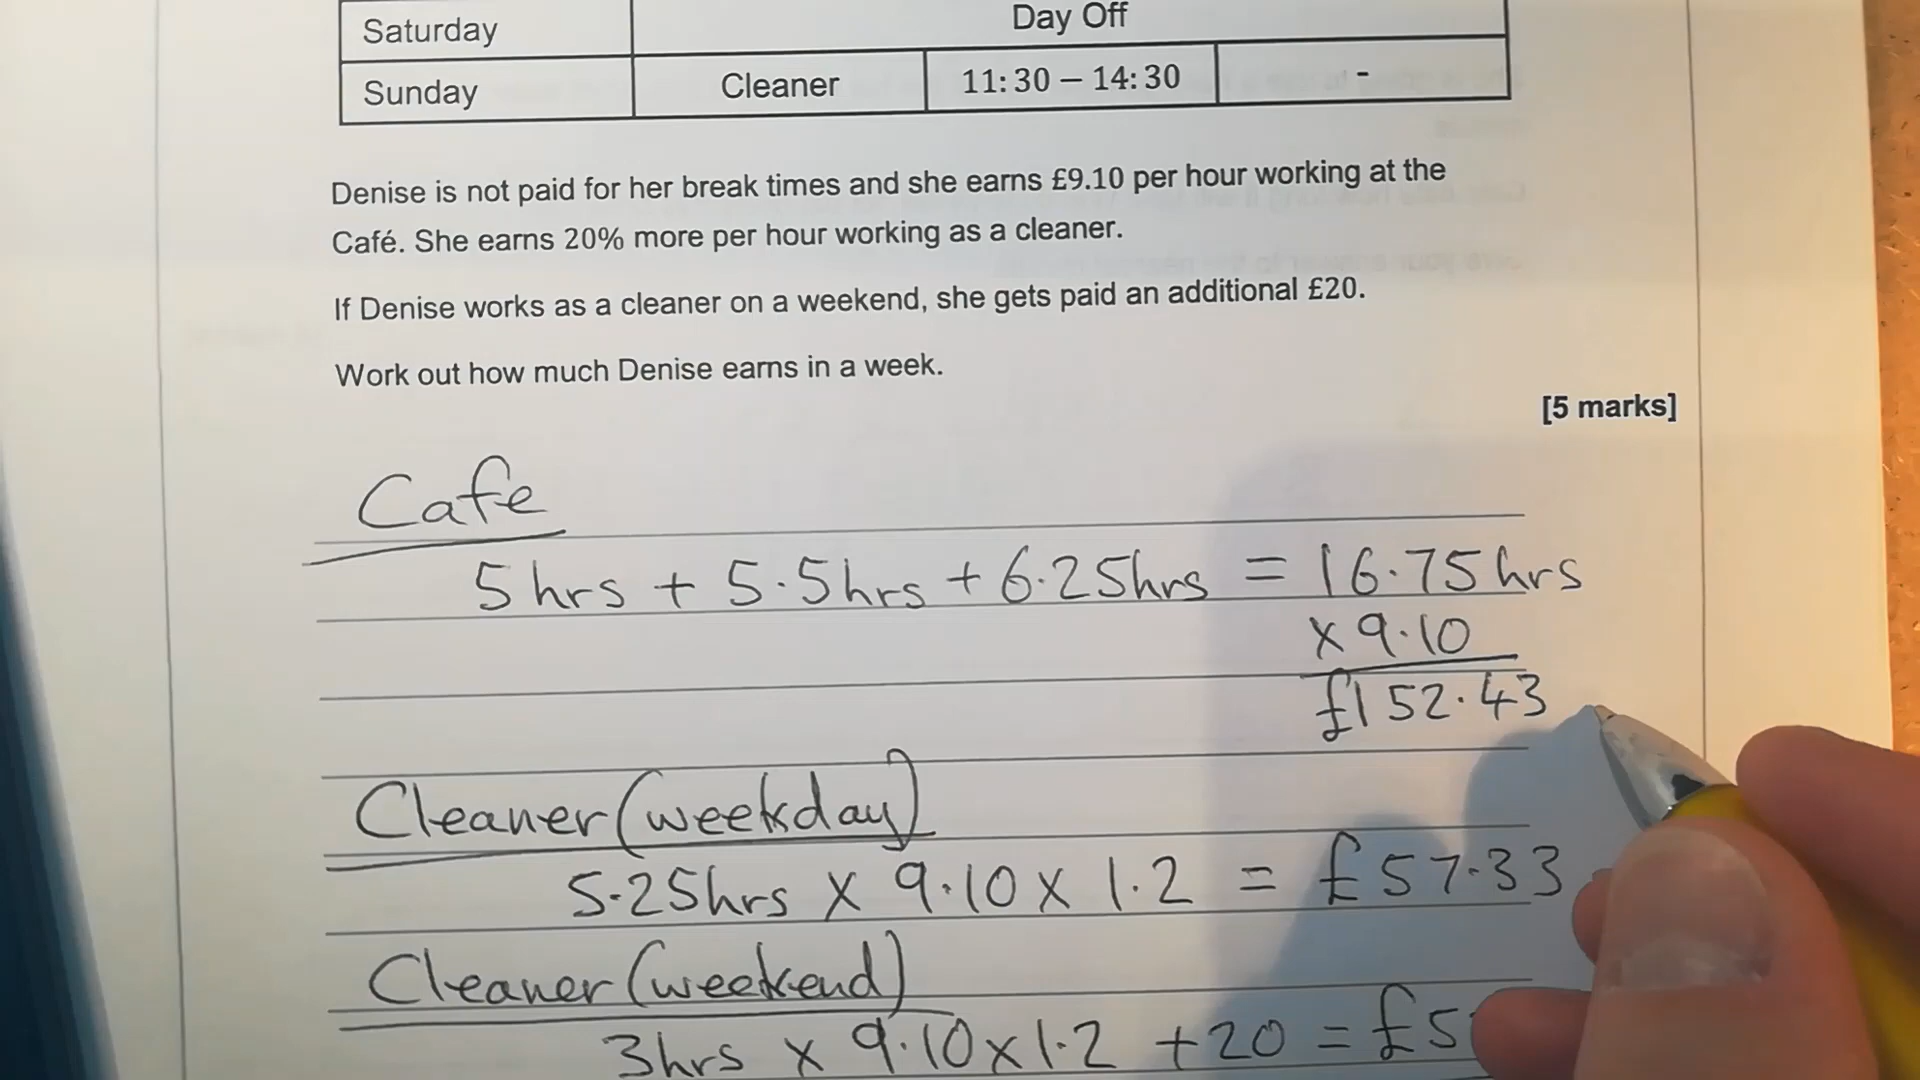 Saturday Day Off
Sunday Cleaner 11:30 – 14:30 -
Denise is not paid for her break times and she earns £9.10 per hour working at the
Café. She earns 20% more per hour working as a cleaner.
If Denise works as a cleaner on a weekend, she gets paid an additional £20.
Work out how much Denise earns in a week.
[5 marks]
Cafe
5hrs + 5.5hrs + 6.25hrs = 16.75hrs
x 9.10
£152.43
Cleaner (weekday)
5.25hrs x 9.10 x 1.2 = £57.33
Cleaner (weekend)
3hrs x 9.10 x 1.2 + 20 = £5